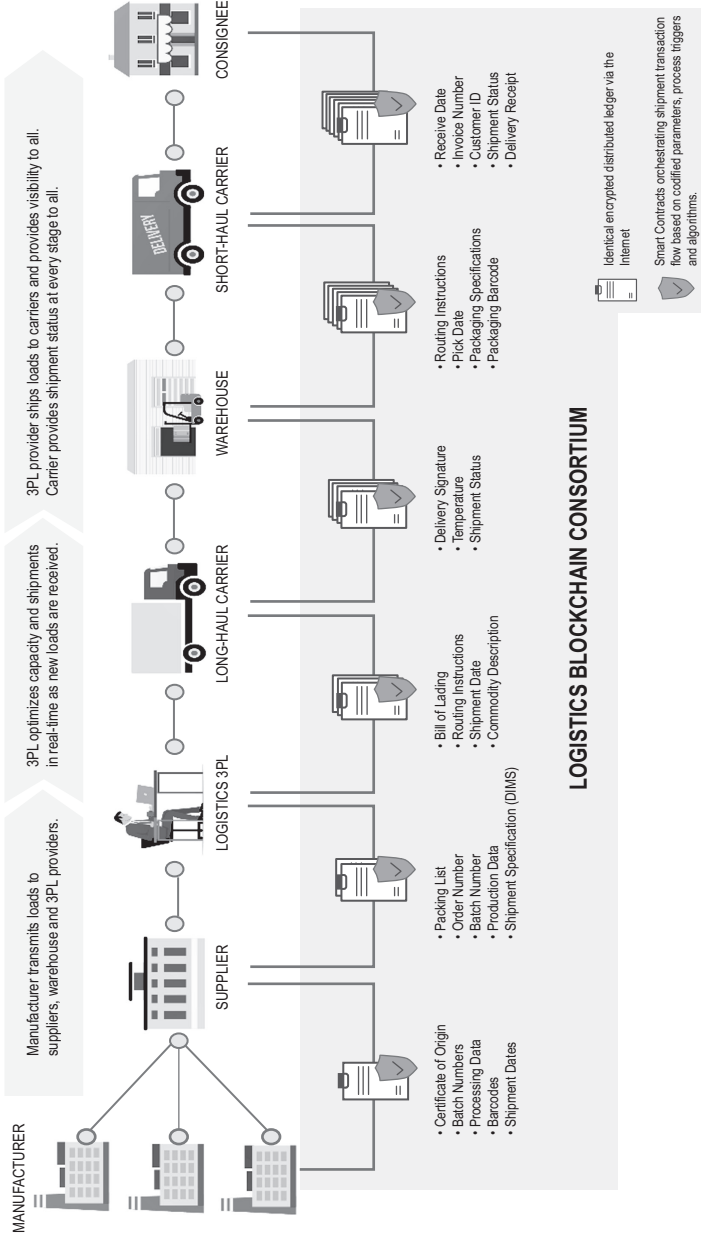 Manufacturer transmits loads to
suppliers, warehouse and 3PL providers.
3PL optimizes capacity and shipments
in real-time as new loads are received.
3PL provider ships loads to carriers and provides visibility to all.
Carrier provides shipment status at every stage to all.
MANUFACTURER
SUPPLIER
LOGISTICS 3PL
LONG-HAUL CARRIER
WAREHOUSE
DELIVERY
SHORT-HAUL CARRIER
CONSIGNEE
• Certificate of Origin
• Batch Numbers
• Processing Data
• Barcodes
• Shipment Dates
• Packing List
• Order Number
• Batch Number
• Production Data
• Shipment Specification (DIMS)
• Bill of Lading
• Routing Instructions
• Shipment Date
• Commodity Description
• Delivery Signature
• Temperature
• Shipment Status
• Routing Instructions
• Pick Date
• Packaging Specifications
• Packaging Barcode
• Receive Date
• Invoice Number
• Customer ID
• Shipment Status
• Delivery Receipt
LOGISTICS BLOCKCHAIN CONSORTIUM
Identical encrypted distributed ledger via the
Internet
Smart Contracts orchestrating shipment transaction
flow based on codified parameters, process triggers
and algorithms.